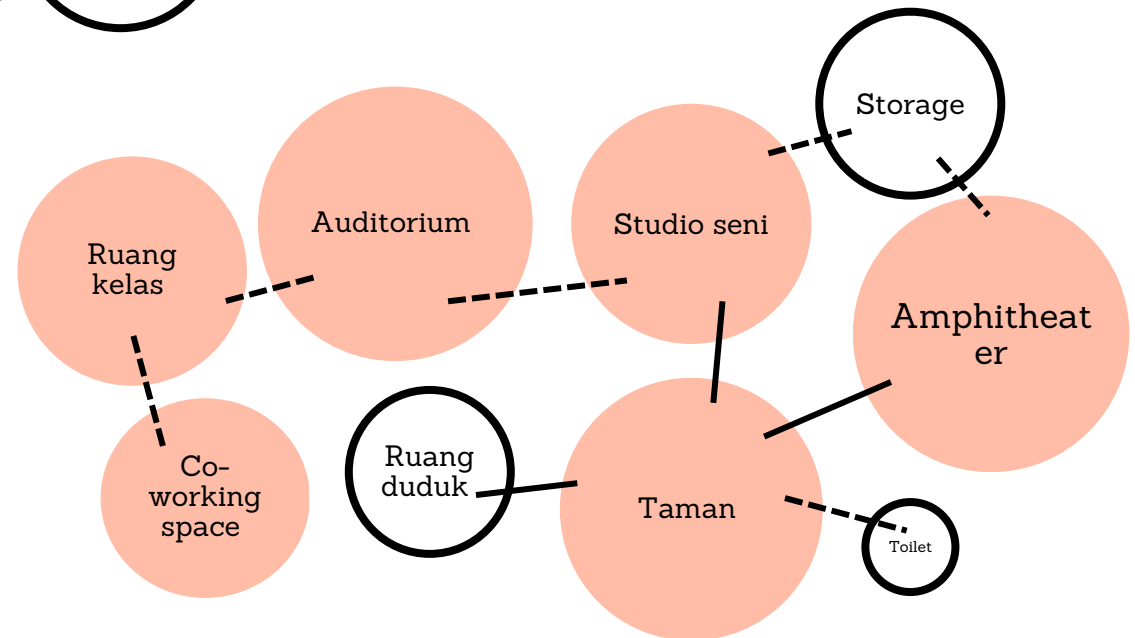 Storage
Auditorium
Studio seni
Ruang
kelas
Amphitheat
er
Ruang
duduk
Co-
working
space
Taman
Toilet